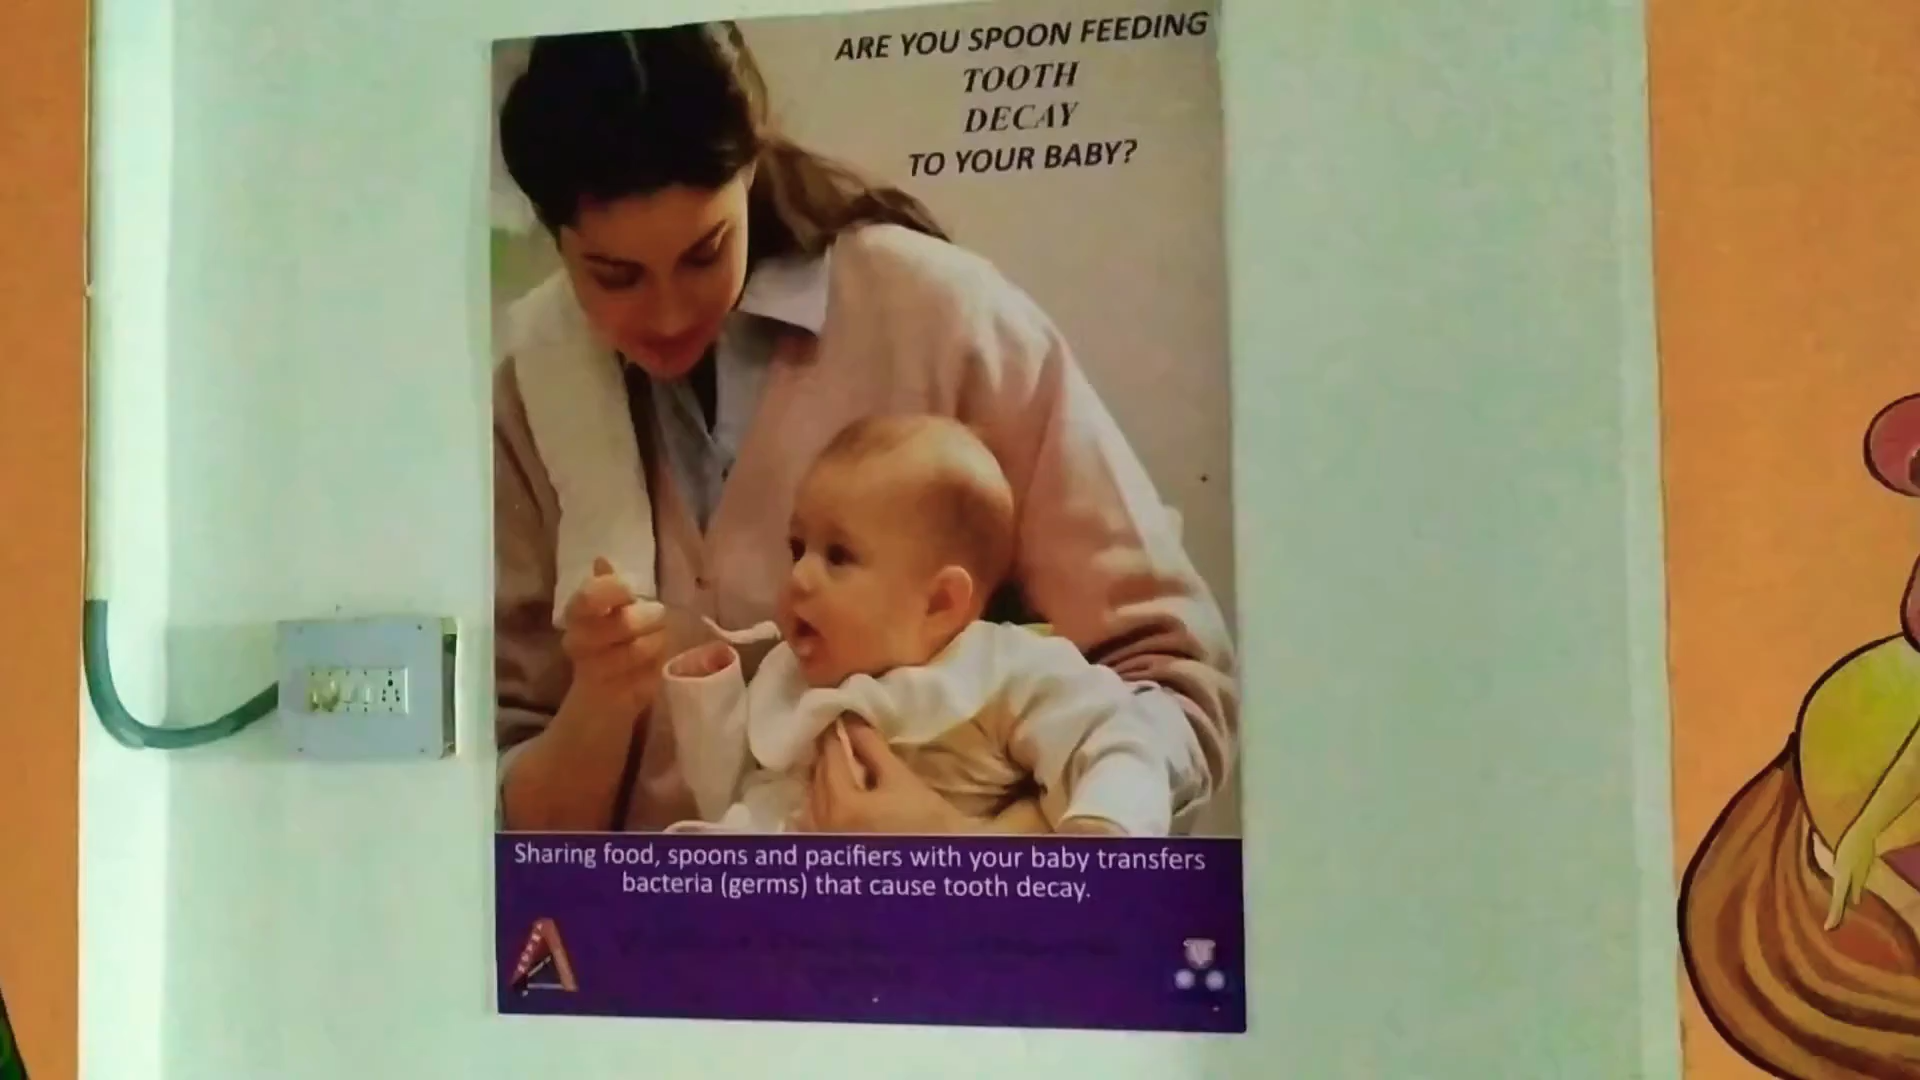 ARE YOU SPOON FEEDING
TOOTH
DECAY
TO YOUR BABY?
Sharing food, spoons and pacifiers with your baby transfers
bacteria (germs) that cause tooth decay.